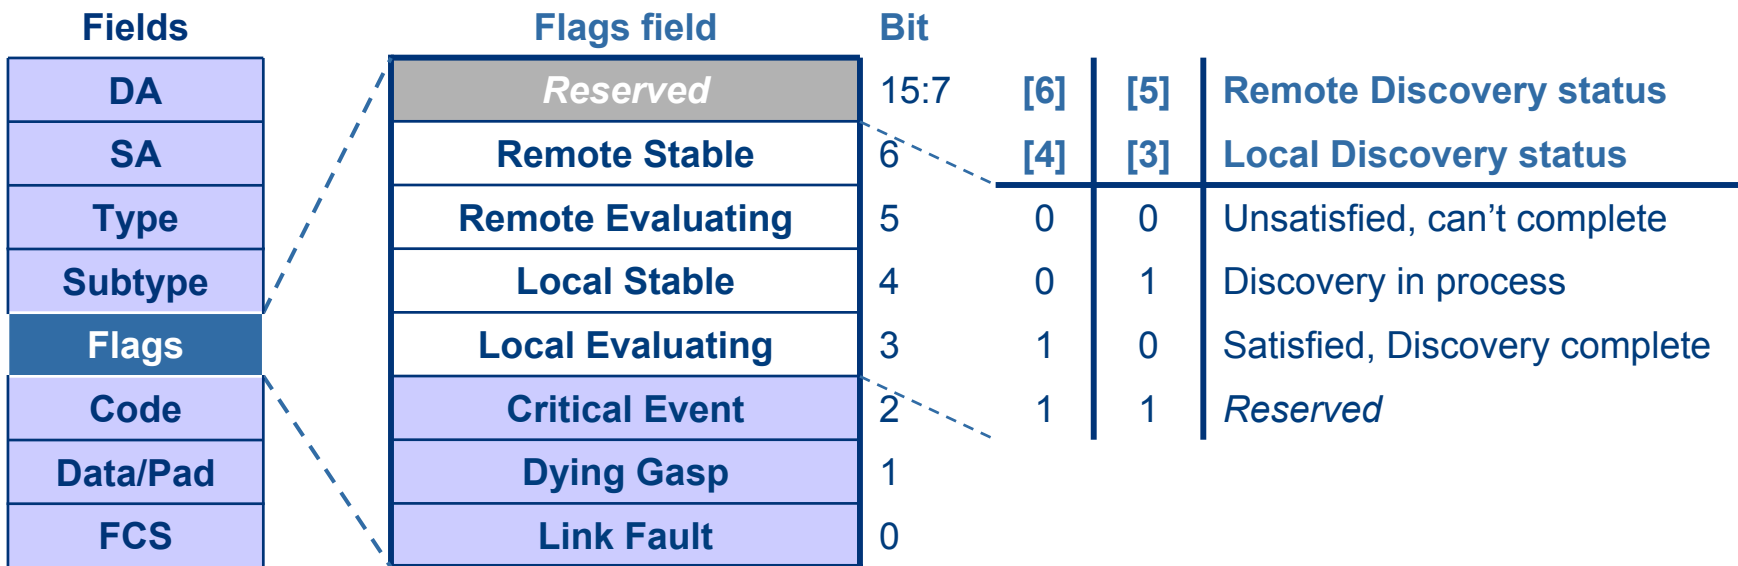 Fields Flags field Bit
DA Reserved 15:7 [6] [5] Remote Discovery status
SA Remote Stable 6 [4] [3] Local Discovery status
Type Remote Evaluating 5 0 0 Unsatisfied, can’t complete
Subtype Local Stable 4 0 1 Discovery in process
Flags Local Evaluating 3 1 0 Satisfied, Discovery complete
Code Critical Event 2 1 1 Reserved
Data/Pad Dying Gasp 1
FCS Link Fault 0